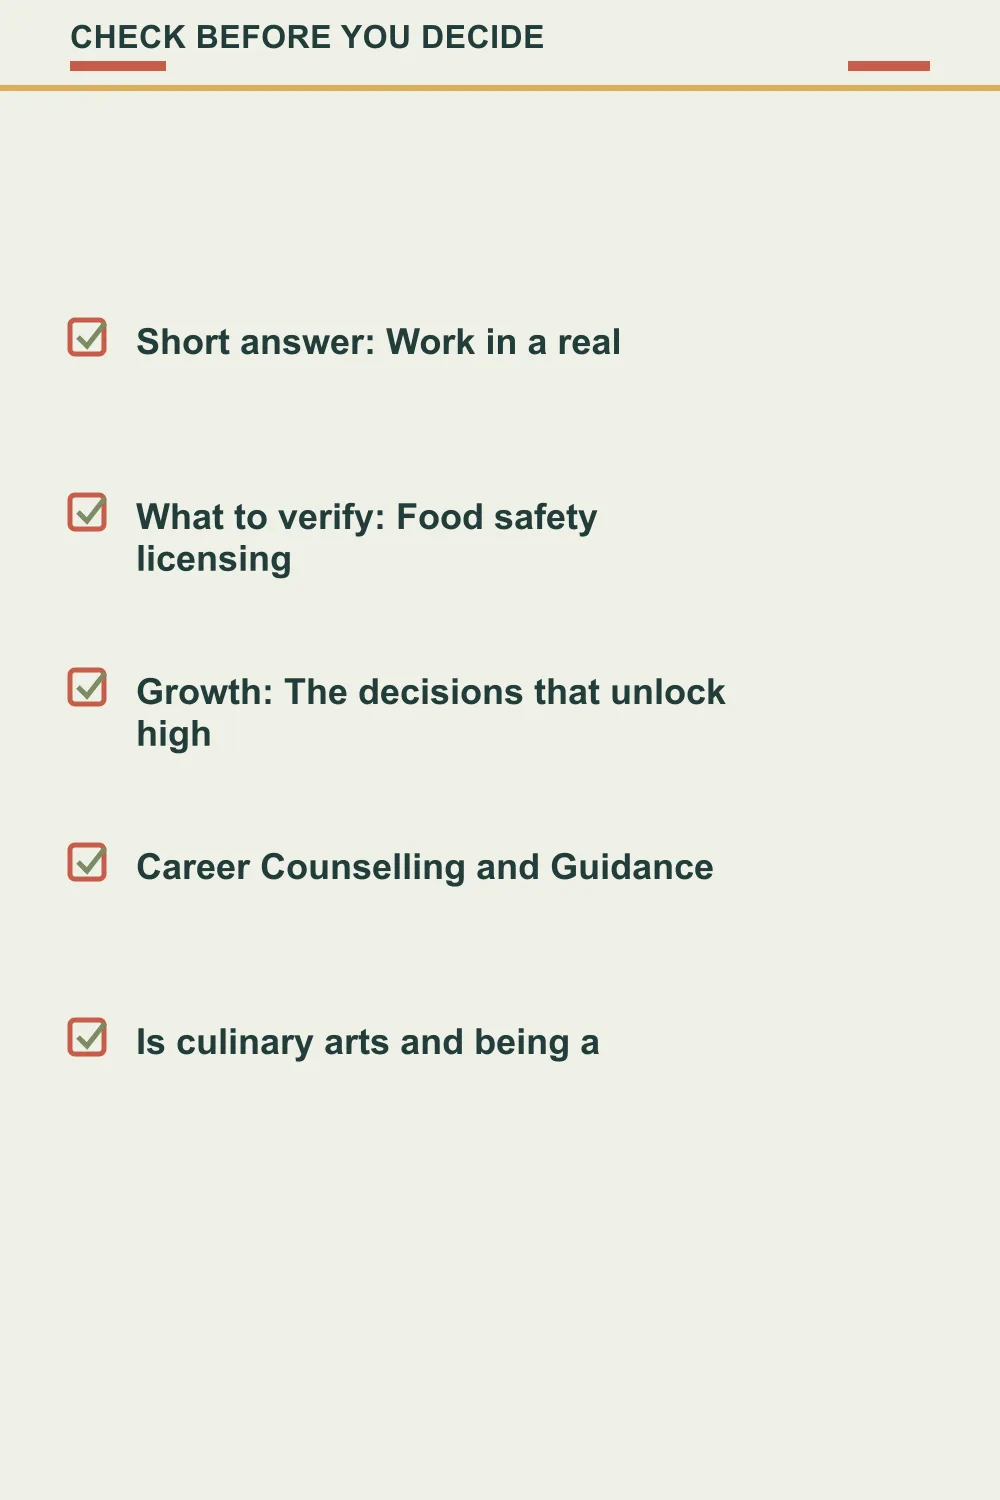 CHECK BEFORE YOU DECIDE
Short answer: Work in a real
What to verify: Food safety
licensing
Growth: The decisions that unlock
high
Career Counselling and Guidance
Is culinary arts and being a